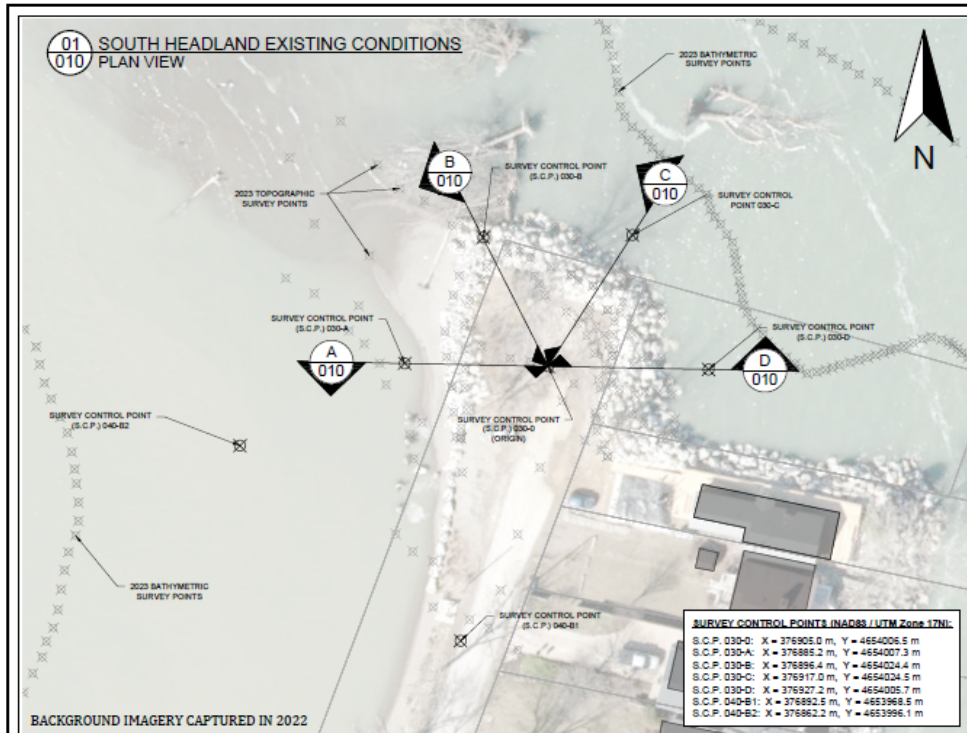 01
010
SOUTH HEADLAND EXISTING CONDITIONS
PLAN VIEW
2023 BATHYMETRIC
SURVEY POINTS
N
B
010
SURVEY CONTROL POINT
(S.C.P.) 030-B
C
010
2023 TOPOGRAPHIC
SURVEY POINTS
SURVEY CONTROL
POINT 030-C
SURVEY CONTROL POINT
(S.C.P.) 030-A
SURVEY CONTROL POINT
(S.C.P.) 030-D
A
010
D
010
SURVEY CONTROL POINT
(S.C.P.) 040-B2
SURVEY CONTROL POINT
(S.C.P.) 030-0
(ORIGIN)
2023 BATHYMETRIC
SURVEY POINTS
SURVEY CONTROL POINT
(S.C.P.) 040-B1
SURVEY CONTROL POINTS (NAD83 / UTM Zone 17N):
S.C.P. 030-0: X = 376905.0 m, Y = 4654006.5 m
S.C.P. 030-A: X = 376885.2 m, Y = 4654007.3 m
S.C.P. 030-B: X = 376896.4 m, Y = 4654024.4 m
S.C.P. 030-C: X = 376917.0 m, Y = 4654024.5 m
S.C.P. 030-D: X = 376927.2 m, Y = 4654005.7 m
S.C.P. 040-B1: X = 376892.5 m, Y = 4653968.5 m
S.C.P. 040-B2: X = 376862.2 m, Y = 4653996.1 m
BACKGROUND IMAGERY CAPTURED IN 2022